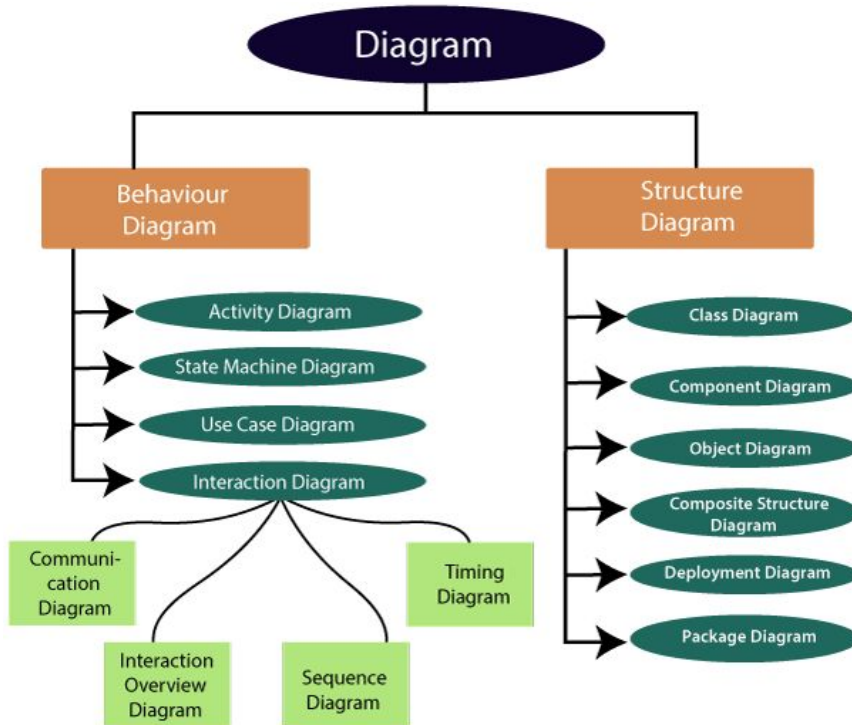 Diagram
Behaviour
Diagram
Structure
Diagram
Activity Diagram
State Machine Diagram
Use Case Diagram
Interaction Diagram
Communi-
cation
Diagram
Interaction
Overview
Diagram
Sequence
Diagram
Timing
Diagram
Class Diagram
Component Diagram
Object Diagram
Composite Structure
Diagram
Deployment Diagram
Package Diagram